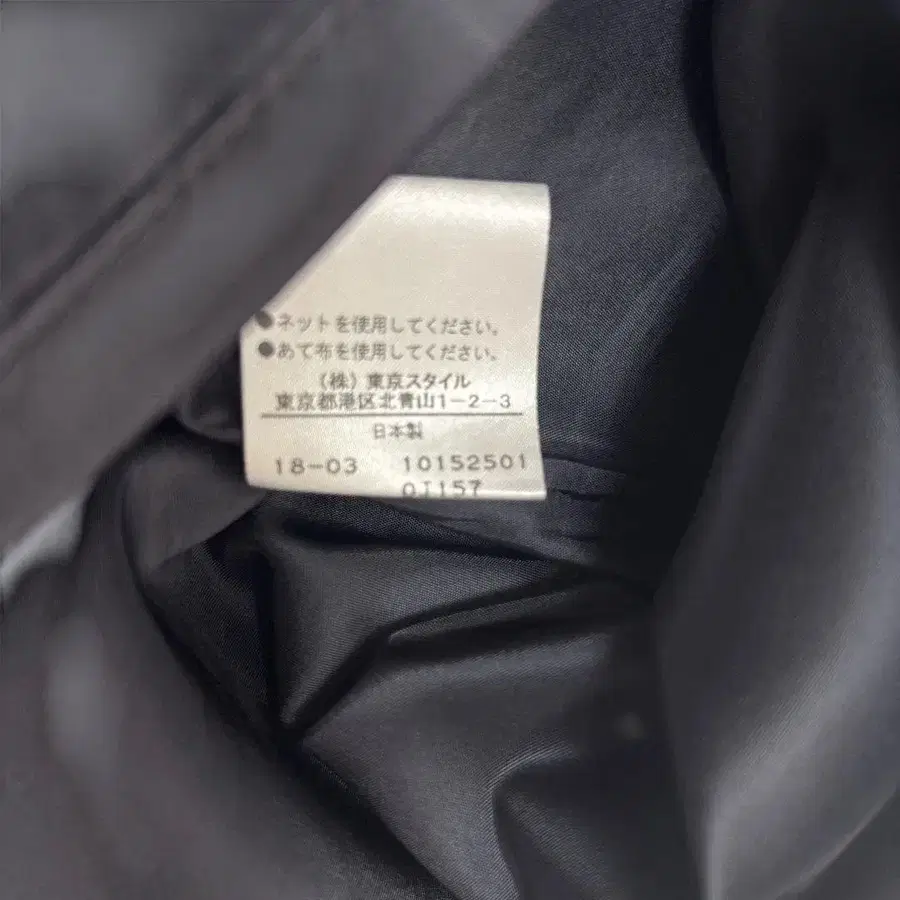 ●ネットを使用してください。
●あて布を使用してください。
(株) 東京スタイル
東京都港区北青山1-2-3
日本製
18-03 10152501
0J157